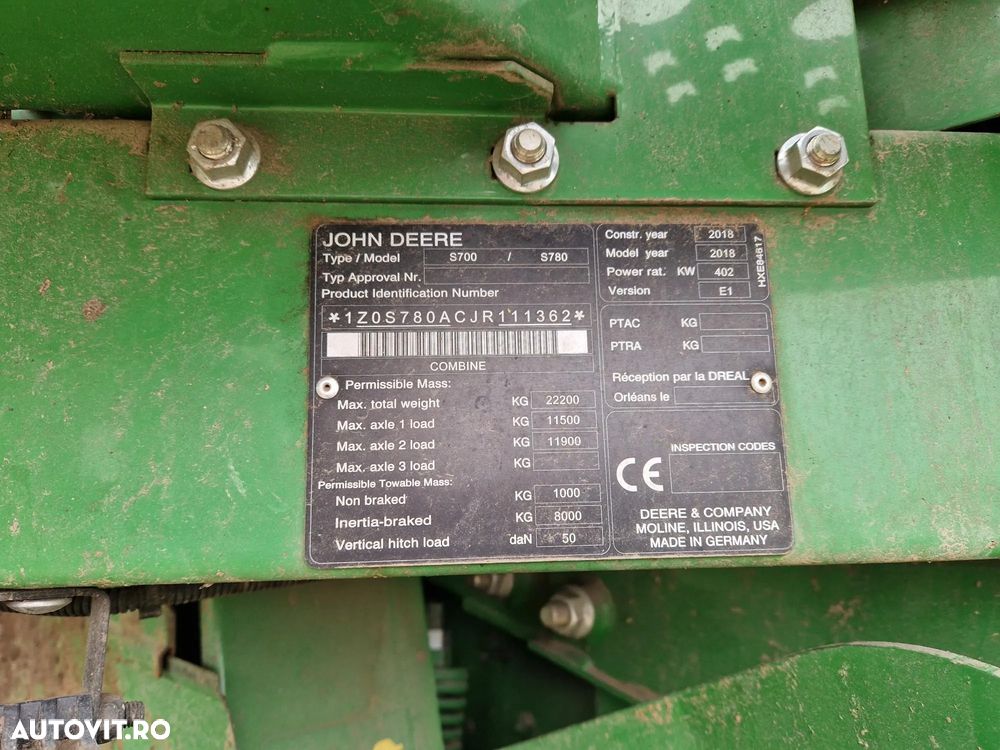 JOHN DEERE
Type / Model S700 / S780
Typ Approval Nr.
Product Identification Number
*1Z0S780ACJR111362*
COMBINE
Permissible Mass:
Max. total weight KG 22200
Max. axle 1 load KG 11500
Max. axle 2 load KG 11900
Max. axle 3 load KG
Permissible Towable Mass:
Non braked KG 1000
Inertia-braked KG 8000
Vertical hitch load daN 50
Constr. year 2018
Model year 2018
Power rat. KW 402
Version E1
HXE84617
PTAC KG
PTRA KG
Réception par la DREAL
Orléans le
INSPECTION CODES
CE
DEERE & COMPANY
MOLINE, ILLINOIS, USA
MADE IN GERMANY
AUTOVIT.RO